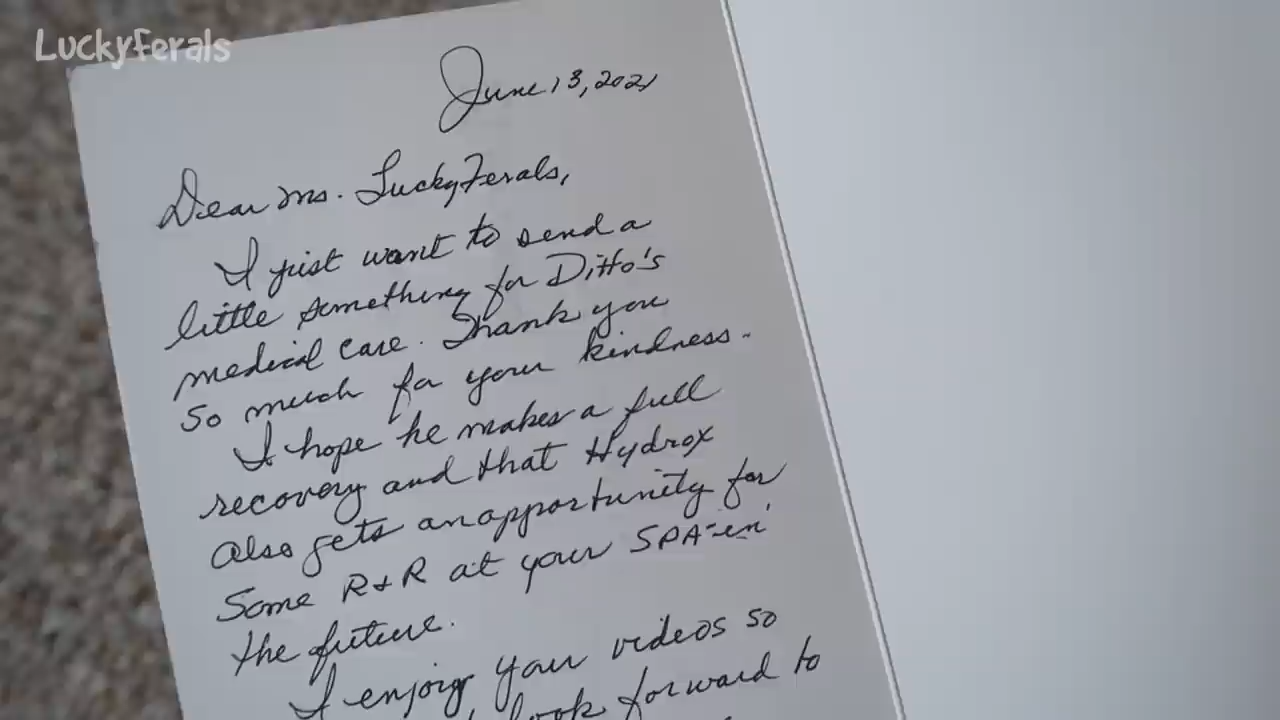 LuckyFerals
June 13, 2021
Dear Ms. LuckyFerals,
I just want to send a
little something for Ditto's
medical care. Thank you
so much for your kindness.
I hope he makes a full
recovery and that Hydrox
also gets an opportunity for
some R&R at your SPA-in
the future.
I enjoy your videos so
look forward to